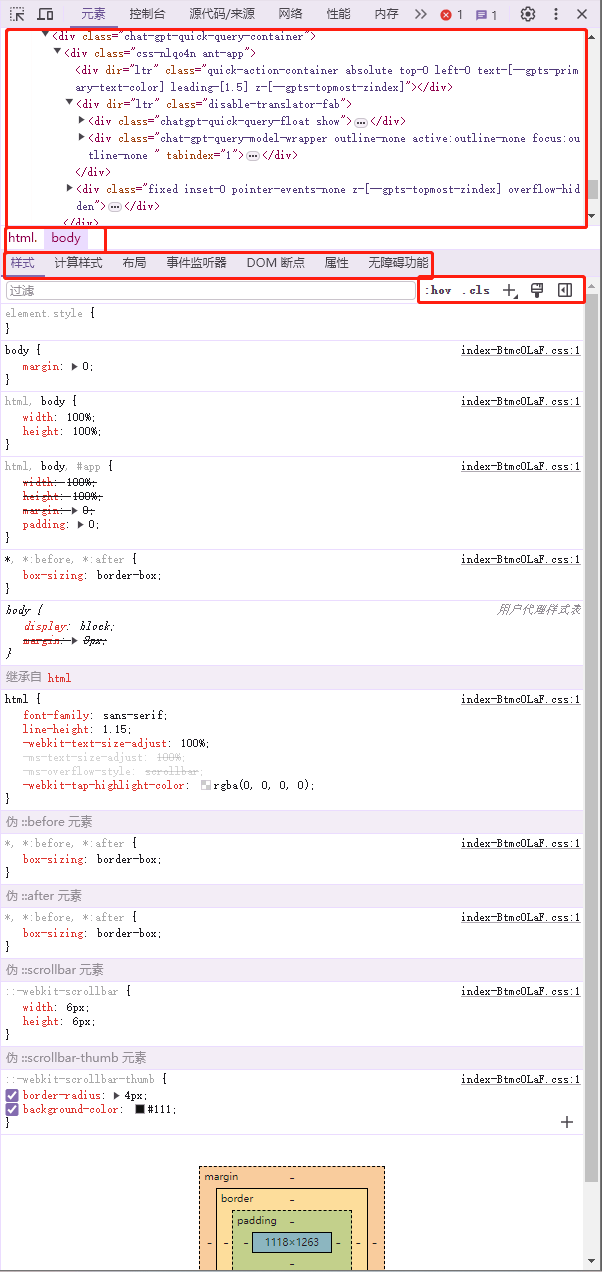 元素 控制台 源代码/来源 网络 性能 内存 1 1
<div class="chat-gpt-quick-query-container">
<div class="css-nlqo4n ant-app">
<div dir="ltr" class="quick-action-container absolute top-0 left-0 text-[--gpts-pri
mary-text-color] leading-[1.5] z-[--gpts-topmost-zindex]"></div>
<div dir="ltr" class="disable-translator-fab">
<div class="chatgpt-quick-query-float show">…</div>
<div class="chat-gpt-query-model-wrapper outline-none active:outline-none focus:ou
tline-none " tabindex="1">…</div>
</div>
<div class="fixed inset-0 pointer-events-none z-[--gpts-topmost-zindex] overflow-hid
den">…</div>
</div>
html. body
样式 计算样式 布局 事件监听器 DOM 断点 属性 无障碍功能
过滤 :hov .cls
element.style {
}
body { index-BtmcOLaF.css:1
margin: 0;
}
html, body { index-BtmcOLaF.css:1
width: 100%;
height: 100%;
}
html, body, #app { index-BtmcOLaF.css:1
width: 100%;
height: 100%;
margin: 0;
padding: 0;
}
*, *:before, *:after { index-BtmcOLaF.css:1
box-sizing: border-box;
}
body { 用户代理样式表
display: block;
margin: 8px;
}
继承自 html
html { index-BtmcOLaF.css:1
font-family: sans-serif;
line-height: 1.15;
-webkit-text-size-adjust: 100%;
-ms-text-size-adjust: 100%;
-ms-overflow-style: scrollbar;
-webkit-tap-highlight-color: rgba(0, 0, 0, 0);
}
伪 ::before 元素
*, *:before, *:after { index-BtmcOLaF.css:1
box-sizing: border-box;
}
伪 ::after 元素
*, *:before, *:after { index-BtmcOLaF.css:1
box-sizing: border-box;
}
伪 ::scrollbar 元素
::-webkit-scrollbar { index-BtmcOLaF.css:1
width: 6px;
height: 6px;
}
伪 ::scrollbar-thumb 元素
::-webkit-scrollbar-thumb { index-BtmcOLaF.css:1
border-radius: 4px;
background-color: #111;
}
margin -
border -
padding -
- - - 1118×1263 - - -
-